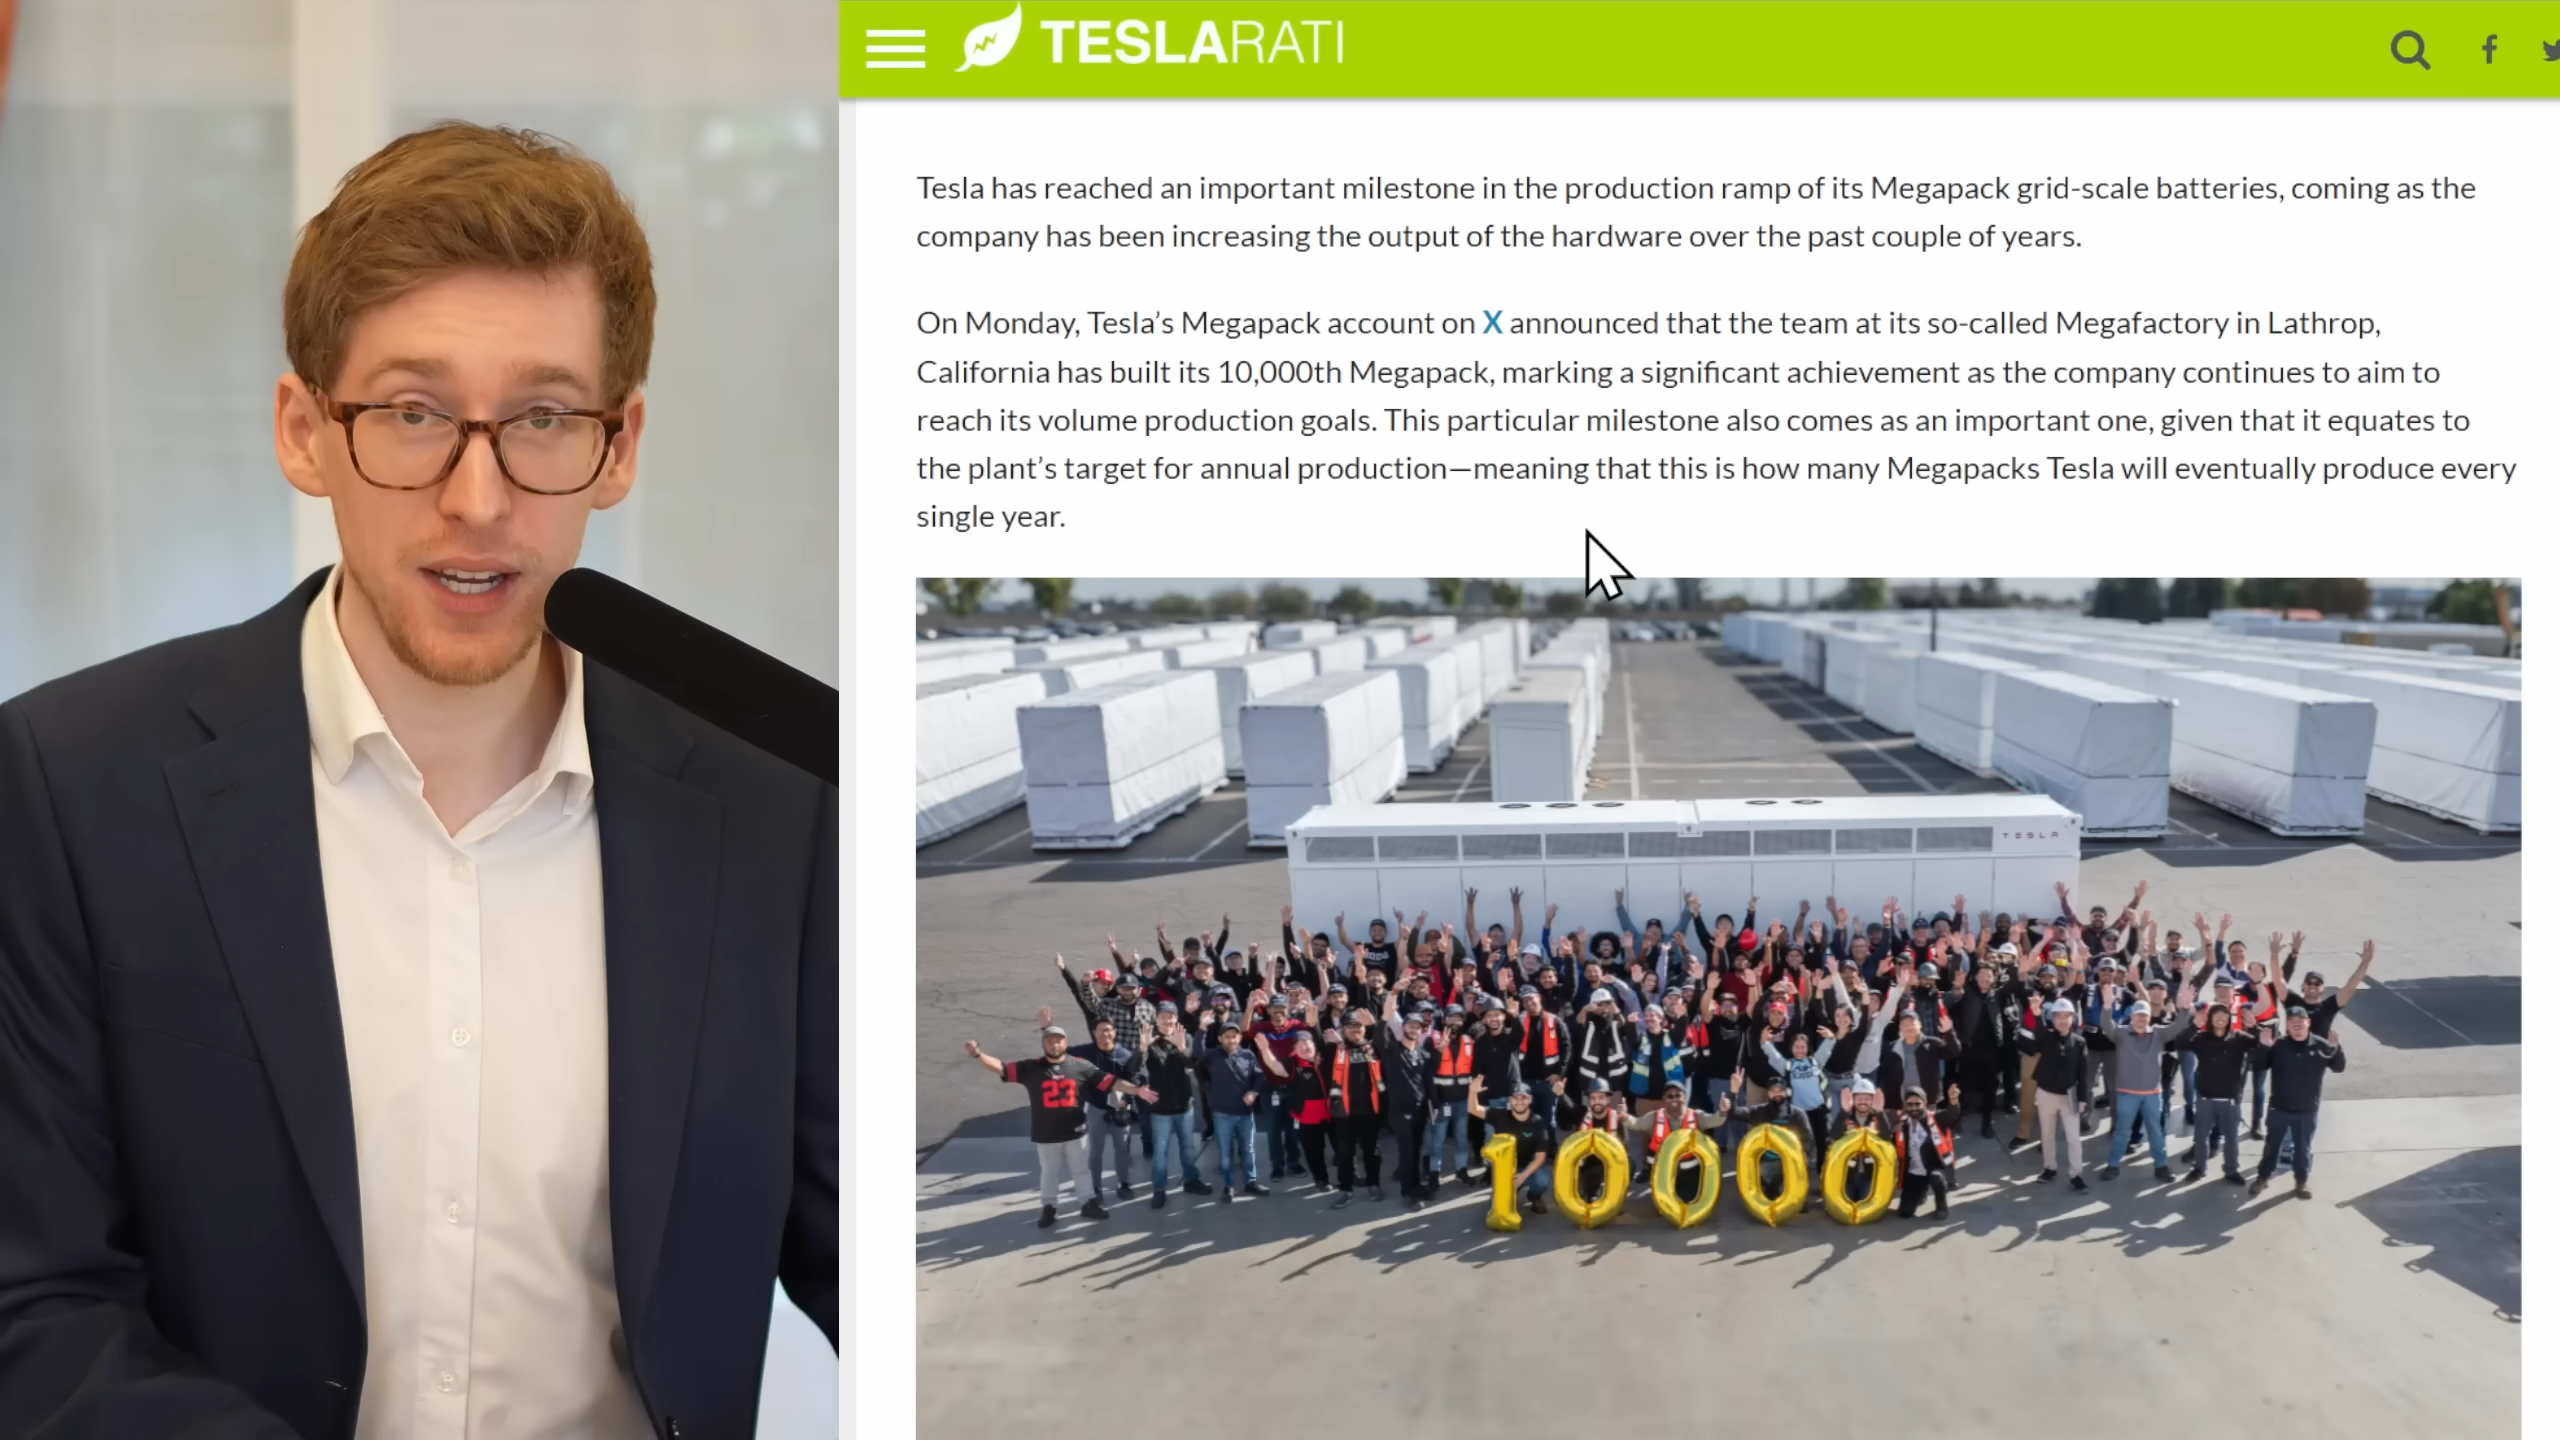 TESLARATI
Tesla has reached an important milestone in the production ramp of its Megapack grid-scale batteries, coming as the
company has been increasing the output of the hardware over the past couple of years.
On Monday, Tesla’s Megapack account on X announced that the team at its so-called Megafactory in Lathrop,
California has built its 10,000th Megapack, marking a significant achievement as the company continues to aim to
reach its volume production goals. This particular milestone also comes as an important one, given that it equates to
the plant’s target for annual production—meaning that this is how many Megapacks Tesla will eventually produce every
single year.
TESLA
23
10000